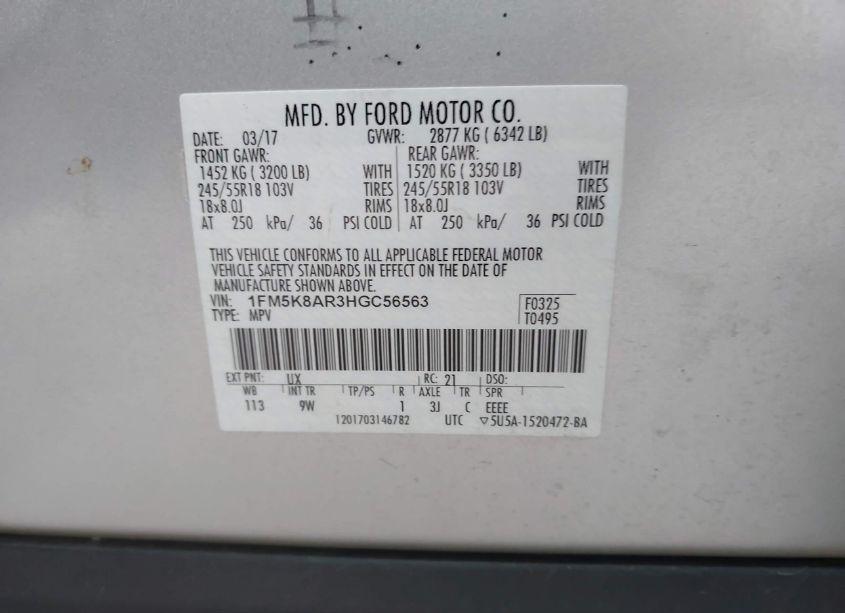 MFD. BY FORD MOTOR CO.
DATE: 03/17 GVWR: 2877 KG ( 6342 LB)
FRONT GAWR: REAR GAWR:
1452 KG ( 3200 LB) WITH 1520 KG ( 3350 LB) WITH
245/55R18 103V TIRES 245/55R18 103V TIRES
18x8.0J RIMS 18x8.0J RIMS
AT 250 kPa/ 36 PSI COLD AT 250 kPa/ 36 PSI COLD
THIS VEHICLE CONFORMS TO ALL APPLICABLE FEDERAL MOTOR
VEHICLE SAFETY STANDARDS IN EFFECT ON THE DATE OF
MANUFACTURE SHOWN ABOVE.
VIN: 1FM5K8AR3HGC56563 F0325
TYPE: MPV T0495
EXT PNT: UX RC: 21 DSO:
WB INT TR TP/PS R AXLE TR SPR
113 9W 1 3J C EEEE
1201703146782 UTC ▽5U5A-1520472-BA